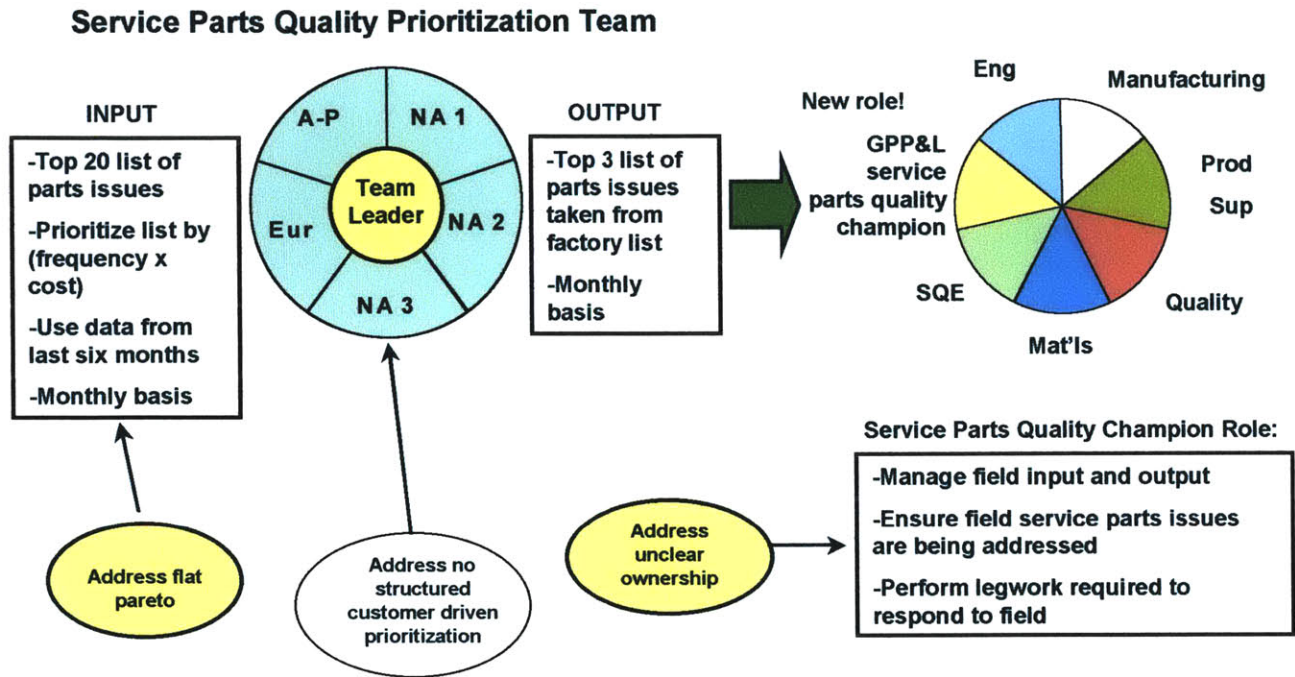 Service Parts Quality Prioritization Team
INPUT
-Top 20 list of
parts issues
-Prioritize list by
(frequency x
cost)
-Use data from
last six months
-Monthly basis
A-P
NA 1
Eur
Team
Leader
NA 2
NA 3
OUTPUT
-Top 3 list of
parts issues
taken from
factory list
-Monthly
basis
New role!
GPP&L
service
parts quality
champion
Eng
Manufacturing
Prod
Sup
SQE
Quality
Mat'ls
Address flat
pareto
Address no
structured
customer driven
prioritization
Address
unclear
ownership
Service Parts Quality Champion Role:
-Manage field input and output
-Ensure field service parts issues
are being addressed
-Perform legwork required to
respond to field